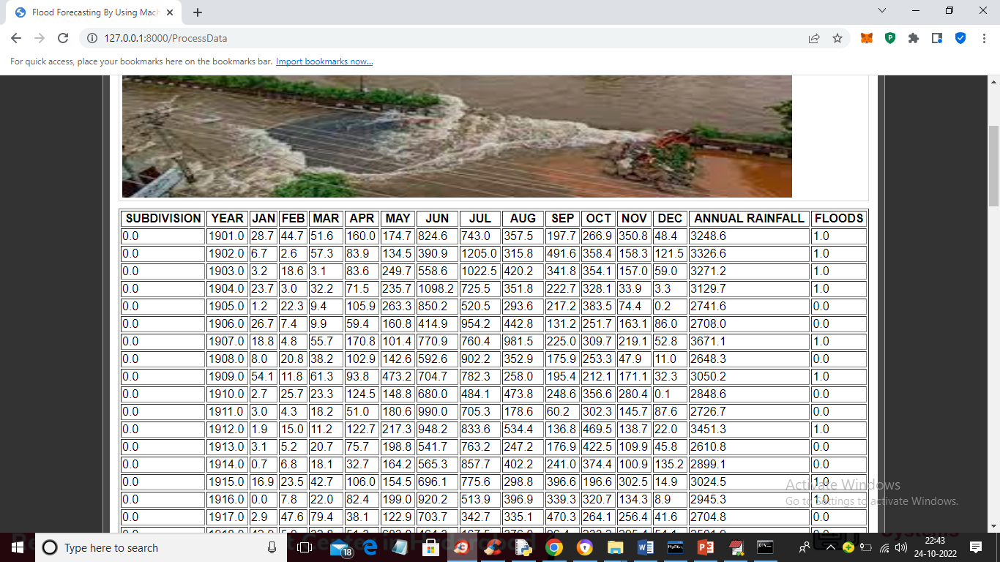 Flood Forecasting By Using Mach
127.0.0.1:8000/ProcessData
For quick access, place your bookmarks here on the bookmarks bar. Import bookmarks now...
SUBDIVISION YEAR JAN FEB MAR APR MAY JUN JUL AUG SEP OCT NOV DEC ANNUAL RAINFALL FLOODS
0.0 1901.0 28.7 44.7 51.6 160.0 174.7 824.6 743.0 357.5 197.7 266.9 350.8 48.4 3248.6 1.0
0.0 1902.0 6.7 2.6 57.3 83.9 134.5 390.9 1205.0 315.8 491.6 358.4 158.3 121.5 3326.6 1.0
0.0 1903.0 3.2 18.6 3.1 83.6 249.7 558.6 1022.5 420.2 341.8 354.1 157.0 59.0 3271.2 1.0
0.0 1904.0 23.7 3.0 32.2 71.5 235.7 1098.2 725.5 351.8 222.7 328.1 33.9 3.3 3129.7 1.0
0.0 1905.0 1.2 22.3 9.4 105.9 263.3 850.2 520.5 293.6 217.2 383.5 74.4 0.2 2741.6 0.0
0.0 1906.0 26.7 7.4 9.9 59.4 160.8 414.9 954.2 442.8 131.2 251.7 163.1 86.0 2708.0 0.0
0.0 1907.0 18.8 4.8 55.7 170.8 101.4 770.9 760.4 981.5 225.0 309.7 219.1 52.8 3671.1 1.0
0.0 1908.0 8.0 20.8 38.2 102.9 142.6 592.6 902.2 352.9 175.9 253.3 47.9 11.0 2648.3 0.0
0.0 1909.0 54.1 11.8 61.3 93.8 473.2 704.7 782.3 258.0 195.4 212.1 171.1 32.3 3050.2 1.0
0.0 1910.0 2.7 25.7 23.3 124.5 148.8 680.0 484.1 473.8 248.6 356.6 280.4 0.1 2848.6 0.0
0.0 1911.0 3.0 4.3 18.2 51.0 180.6 990.0 705.3 178.6 60.2 302.3 145.7 87.6 2726.7 0.0
0.0 1912.0 1.9 15.0 11.2 122.7 217.3 948.2 833.6 534.4 136.8 469.5 138.7 22.0 3451.3 1.0
0.0 1913.0 3.1 5.2 20.7 75.7 198.8 541.7 763.2 247.2 176.9 422.5 109.9 45.8 2610.8 0.0
0.0 1914.0 0.7 6.8 18.1 32.7 164.2 565.3 857.7 402.2 241.0 374.4 100.9 135.2 2899.1 0.0
0.0 1915.0 16.9 23.5 42.7 106.0 154.5 696.1 775.6 298.8 396.6 196.6 302.5 14.9 3024.5 1.0
Activate Windows
0.0 1916.0 0.0 7.8 22.0 82.4 199.0 920.2 513.9 396.9 339.3 320.7 134.3 8.9 2945.3 1.0
Go to Settings to activate Windows.
0.0 1917.0 2.9 47.6 79.4 38.1 122.9 703.7 342.7 335.1 470.3 264.1 256.4 41.6 2704.8 0.0
Type here to search
18
22:43
24-10-2022